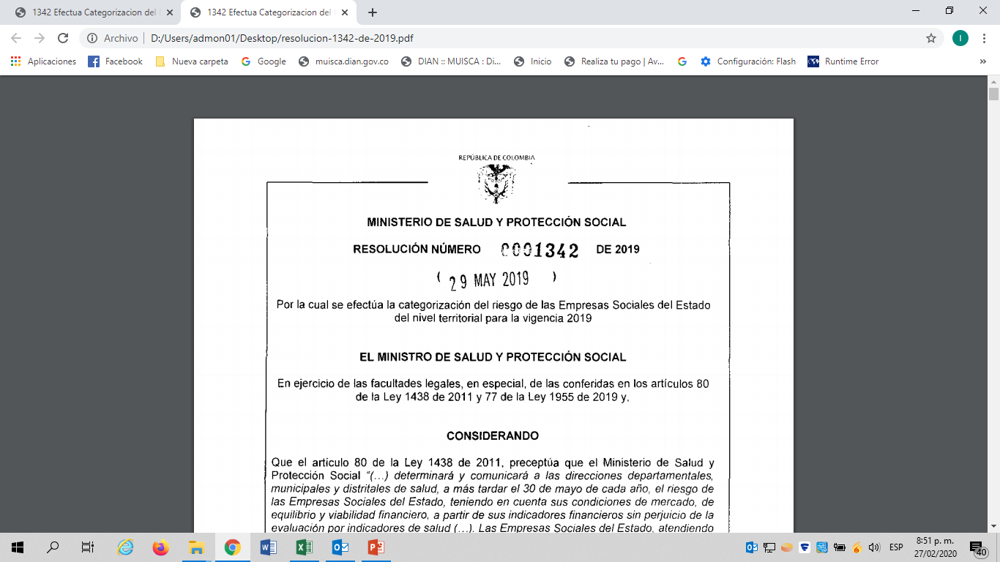 1342 Efectua Categorizacion del
1342 Efectua Categorizacion del
Archivo D:/Users/admon01/Desktop/resolucion-1342-de-2019.pdf
I
Aplicaciones Facebook Nueva carpeta Google muisca.dian.gov.co DIAN :: MUISCA : Di... Inicio Realiza tu pago | Av... Configuración: Flash Runtime Error »
REPÚBLICA DE COLOMBIA
MINISTERIO DE SALUD Y PROTECCIÓN SOCIAL
RESOLUCIÓN NÚMERO 0001342 DE 2019
( 29 MAY 2019 )
Por la cual se efectúa la categorización del riesgo de las Empresas Sociales del Estado
del nivel territorial para la vigencia 2019
EL MINISTRO DE SALUD Y PROTECCIÓN SOCIAL
En ejercicio de las facultades legales, en especial, de las conferidas en los artículos 80
de la Ley 1438 de 2011 y 77 de la Ley 1955 de 2019 y,
CONSIDERANDO
Que el artículo 80 de la Ley 1438 de 2011, preceptúa que el Ministerio de Salud y
Protección Social “(...) determinará y comunicará a las direcciones departamentales,
municipales y distritales de salud, a más tardar el 30 de mayo de cada año, el riesgo de
las Empresas Sociales del Estado, teniendo en cuenta sus condiciones de mercado, de
equilibrio y viabilidad financiero, a partir de sus indicadores financieros sin perjuicio de la
evaluación por indicadores de salud (...). Las Empresas Sociales del Estado, atendiendo
ESP
8:51 p. m.
27/02/2020
40